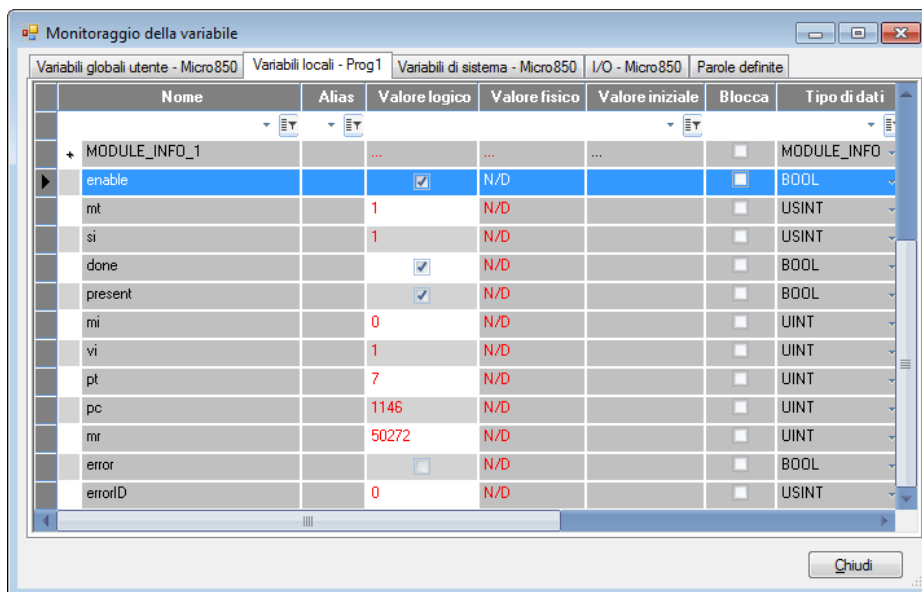 Monitoraggio della variabile
Variabili globali utente - Micro850 Variabili locali - Prog1 Variabili di sistema - Micro850 I/O - Micro850 Parole definite
Nome Alias Valore logico Valore fisico Valore iniziale Blocca Tipo di dati
MODULE_INFO_1 ... ... ... MODULE_INFO
enable N/D BOOL
mt 1 N/D USINT
si 1 N/D USINT
done N/D BOOL
present N/D BOOL
mi 0 N/D UINT
vi 1 N/D UINT
pt 7 N/D UINT
pc 1146 N/D UINT
mr 50272 N/D UINT
error N/D BOOL
errorID 0 N/D USINT
Chiudi